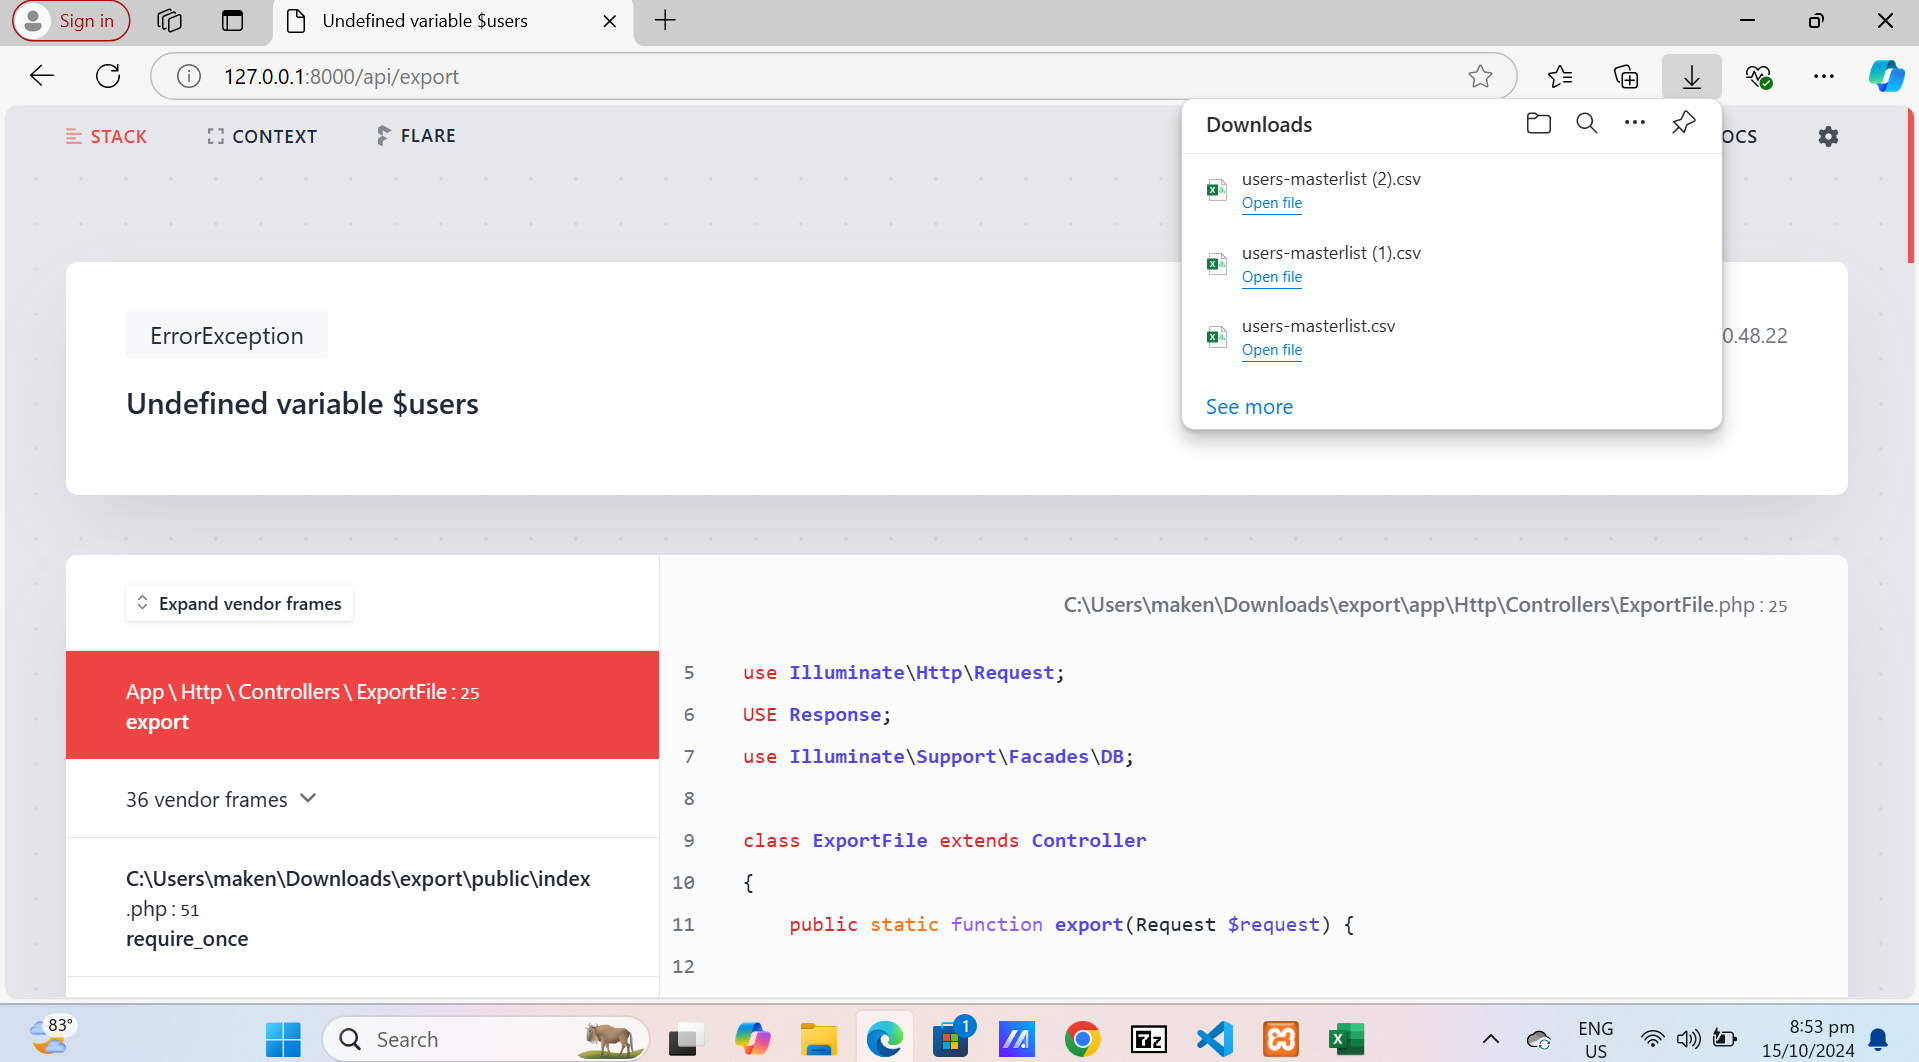 Sign in
Undefined variable $users
127.0.0.1:8000/api/export
STACK
CONTEXT
FLARE
OCS
Downloads
users-masterlist (2).csv
Open file
users-masterlist (1).csv
Open file
users-masterlist.csv
Open file
See more
ErrorException
0.48.22
Undefined variable $users
Expand vendor frames
App \ Http \ Controllers \ ExportFile : 25
export
36 vendor frames
C:\Users\maken\Downloads\export\public\index
.php : 51
require_once
C:\Users\maken\Downloads\export\app\Http\Controllers\ExportFile.php : 25
5 use Illuminate\Http\Request;
6 USE Response;
7 use Illuminate\Support\Facades\DB;
8
9 class ExportFile extends Controller
10 {
11 public static function export(Request $request) {
12
83°
Search
1
7z
ENG
US
8:53 pm
15/10/2024